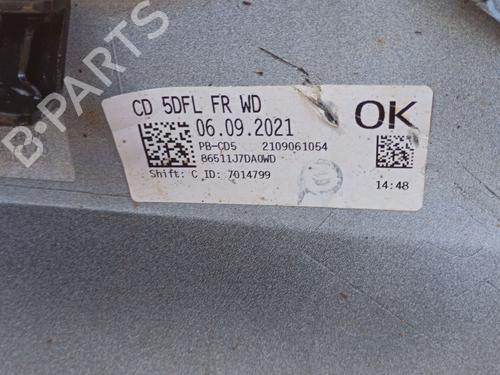 CD 5DFL FR WD
OK
06.09.2021
PB-CD5 2109061054
86511J7DA0WD
Shift: C ID: 7014799
14:48
B-PARTS